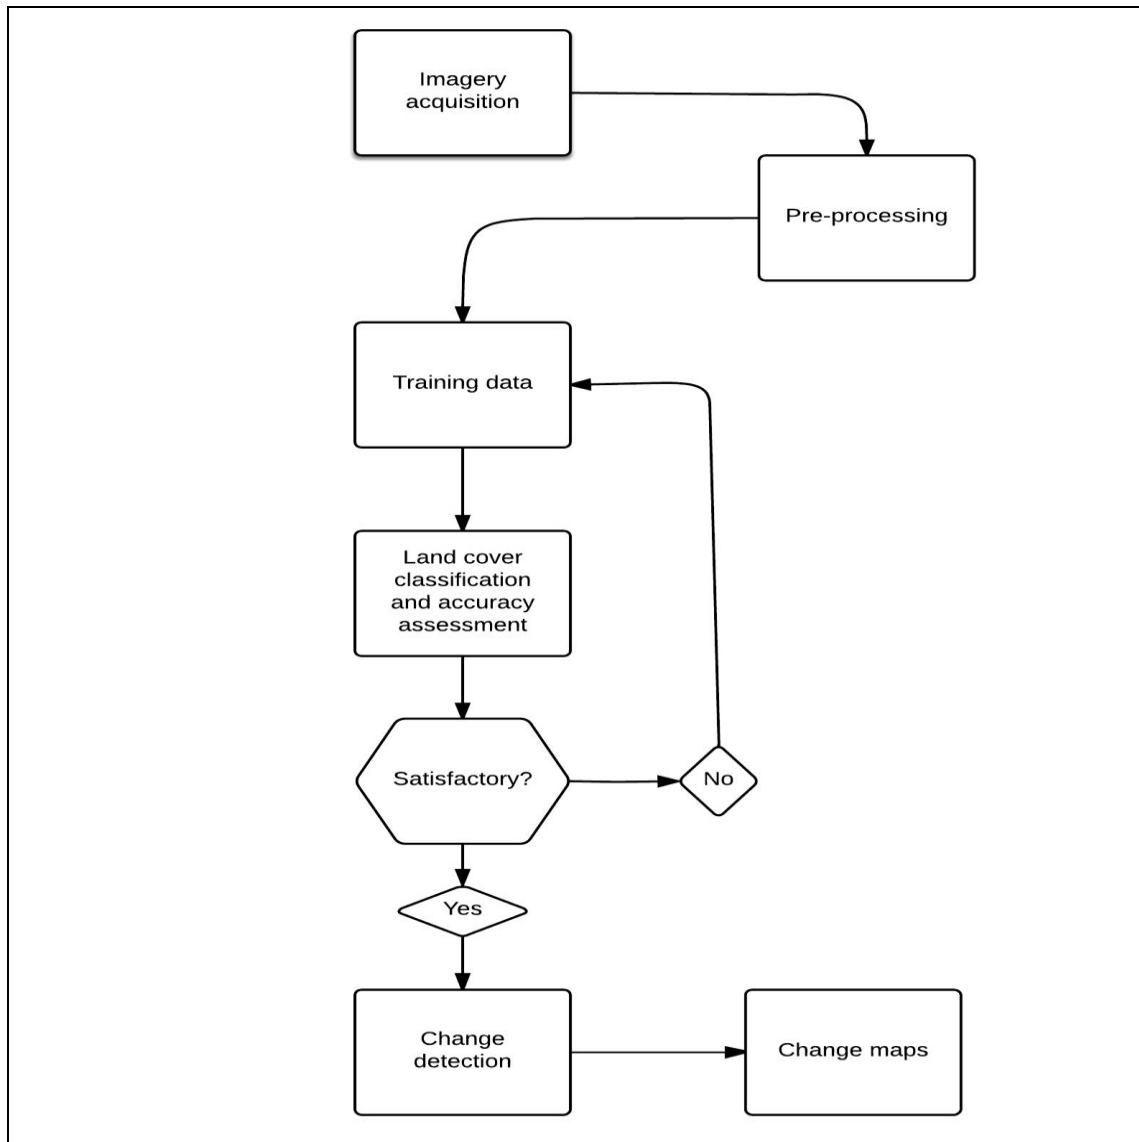 Imagery
acquisition
Pre-processing
Training data
Land cover
classification
and accuracy
assessment
Satisfactory?
No
Yes
Change
detection
Change maps